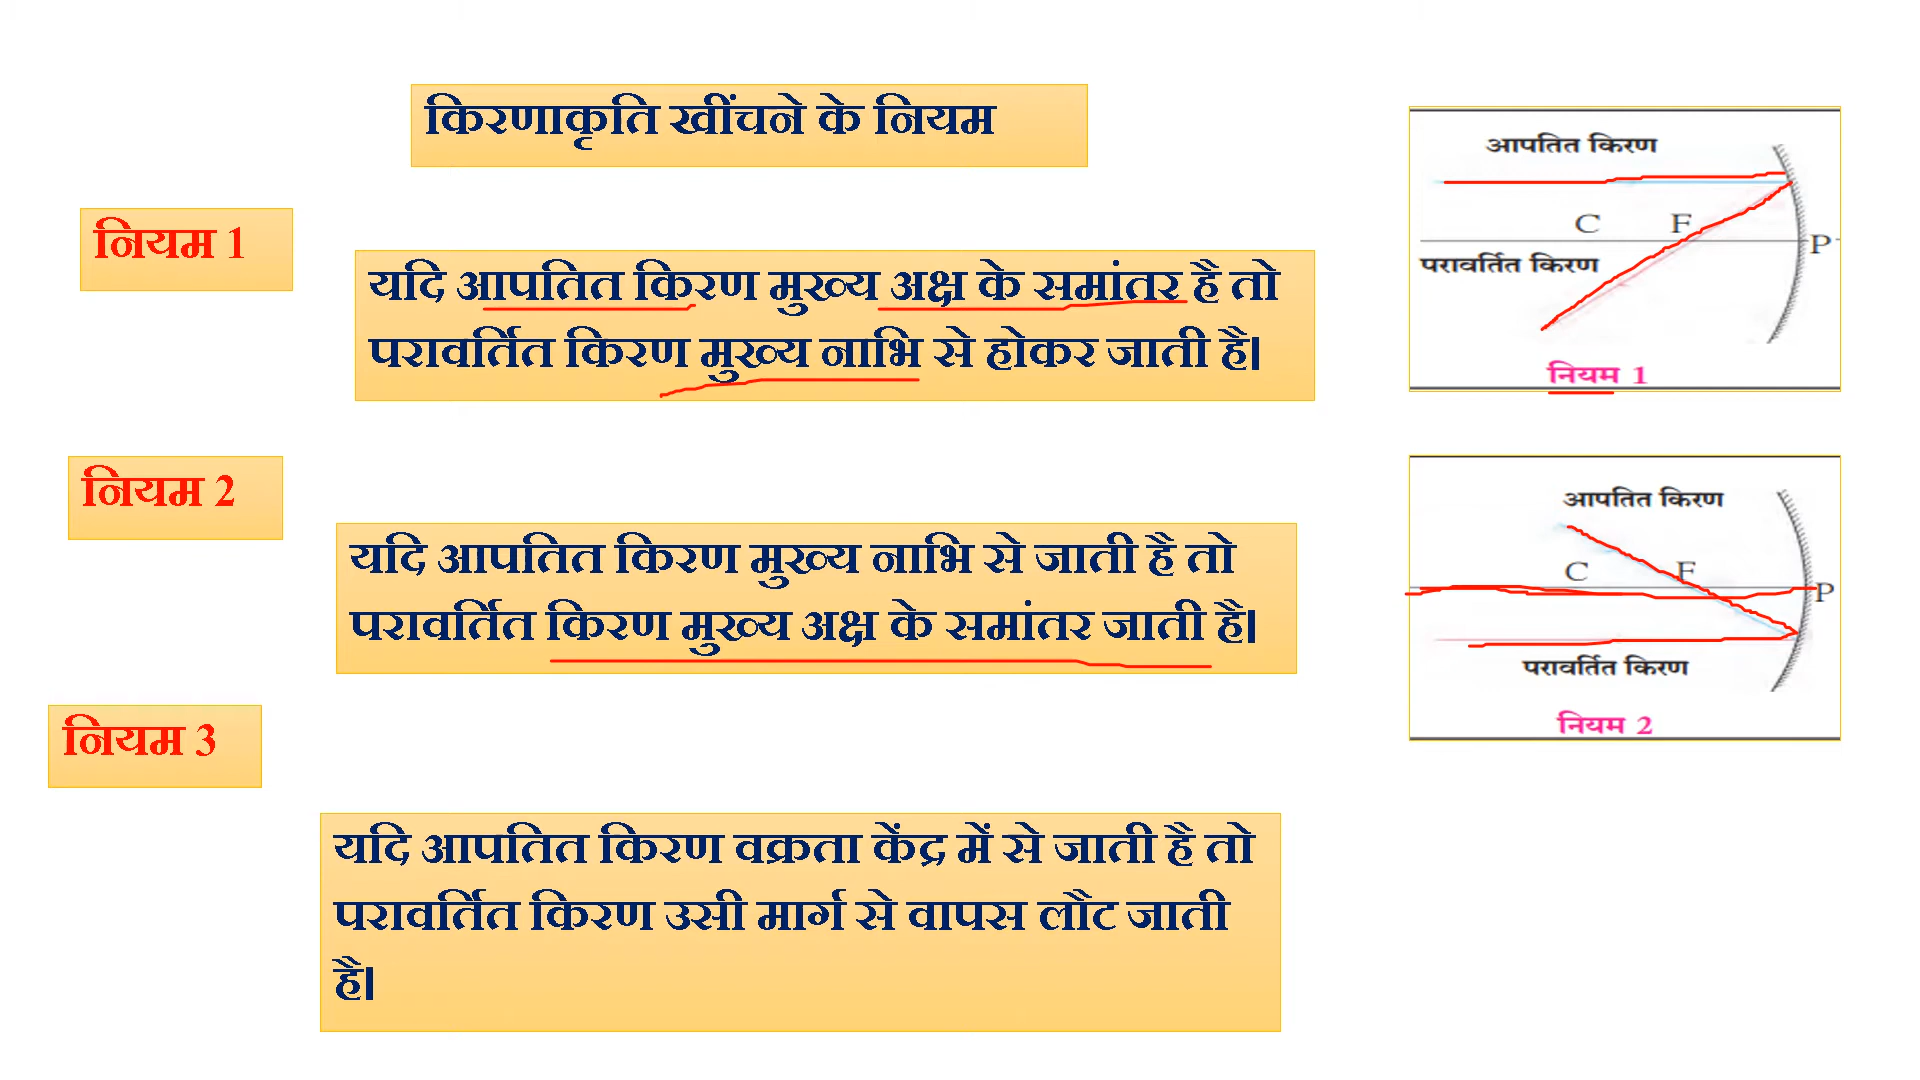 किरणाकृति खींचने के नियम
नियम 1
यदि आपतित किरण मुख्य अक्ष के समांतर है तो
परावर्तित किरण मुख्य नाभि से होकर जाती है।
आपतित किरण
C
F
P
परावर्तित किरण
नियम 1
नियम 2
यदि आपतित किरण मुख्य नाभि से जाती है तो
परावर्तित किरण मुख्य अक्ष के समांतर जाती है।
आपतित किरण
C
F
P
परावर्तित किरण
नियम 2
नियम 3
यदि आपतित किरण वक्रता केंद्र में से जाती है तो
परावर्तित किरण उसी मार्ग से वापस लौट जाती
है।